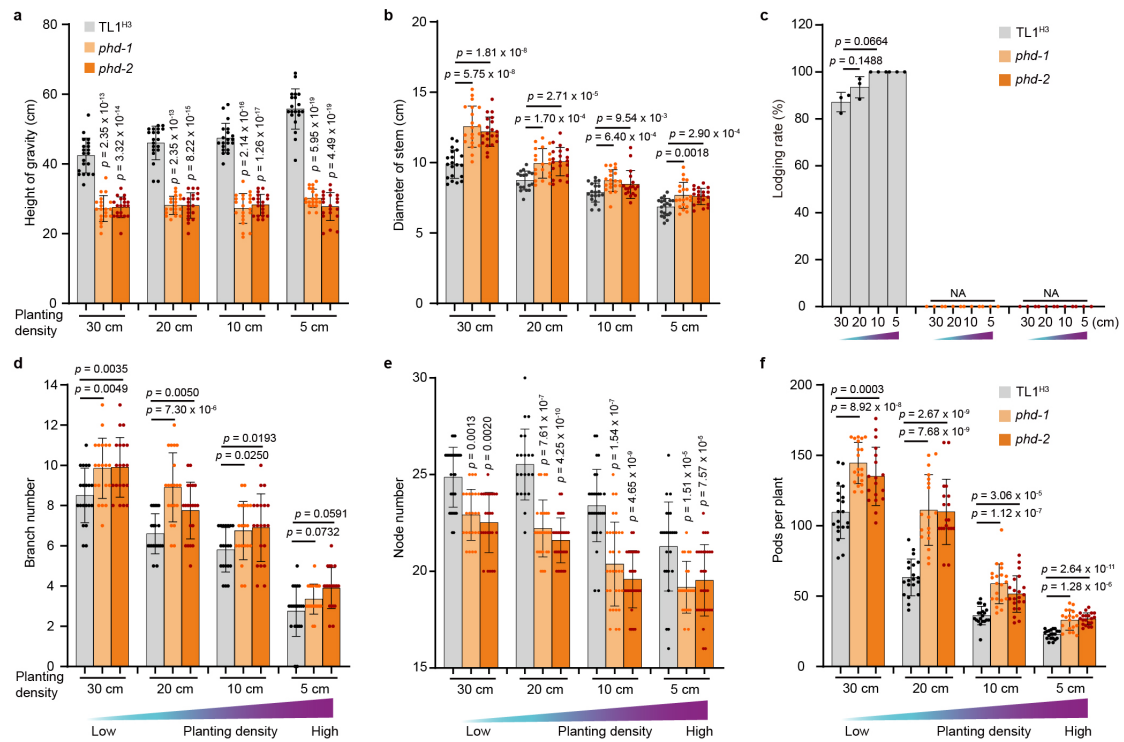 a
80
60
40
20
0
Height of gravity (cm)
TL1ᴴ³
phd-1
phd-2
p = 2.35 x 10⁻¹³
p = 3.32 x 10⁻¹⁴
p = 2.35 x 10⁻¹³
p = 8.22 x 10⁻¹⁵
p = 2.14 x 10⁻¹⁶
p = 1.26 x 10⁻¹⁷
p = 5.95 x 10⁻¹⁹
p = 4.49 x 10⁻¹⁹
Planting
density
30 cm 20 cm 10 cm 5 cm
b
20
15
10
5
0
Diameter of stem (cm)
p = 1.81 x 10⁻⁸
p = 5.75 x 10⁻⁸
p = 2.71 x 10⁻⁵
p = 1.70 x 10⁻⁴
p = 9.54 x 10⁻³
p = 6.40 x 10⁻⁴
p = 2.90 x 10⁻⁴
p = 0.0018
30 cm 20 cm 10 cm 5 cm
c
120
100
80
60
40
20
0
Lodging rate (%)
p = 0.0664
p = 0.1488
TL1ᴴ³
phd-1
phd-2
NA NA
30 20 10 5 30 20 10 5 30 20 10 5 (cm)
d
14
12
10
8
6
4
2
0
Branch number
p = 0.0035
p = 0.0049
p = 0.0050
p = 7.30 x 10⁻⁶
p = 0.0193
p = 0.0250
p = 0.0591
p = 0.0732
Planting
density
30 cm 20 cm 10 cm 5 cm
Low Planting density High
e
30
25
20
15
Node number
p = 0.0013
p = 0.0020
p = 7.61 x 10⁻⁷
p = 4.25 x 10⁻¹⁰
p = 1.54 x 10⁻⁷
p = 4.65 x 10⁻⁹
p = 1.51 x 10⁻⁵
p = 7.57 x 10⁻⁵
30 cm 20 cm 10 cm 5 cm
Low Planting density High
f
200
150
100
50
0
Pods per plant
p = 0.0003
p = 8.92 x 10⁻⁸
p = 2.67 x 10⁻⁹
p = 7.68 x 10⁻⁹
p = 3.06 x 10⁻⁵
p = 1.12 x 10⁻⁷
p = 2.64 x 10⁻¹¹
p = 1.28 x 10⁻⁶
TL1ᴴ³
phd-1
phd-2
30 cm 20 cm 10 cm 5 cm
Low Planting density High